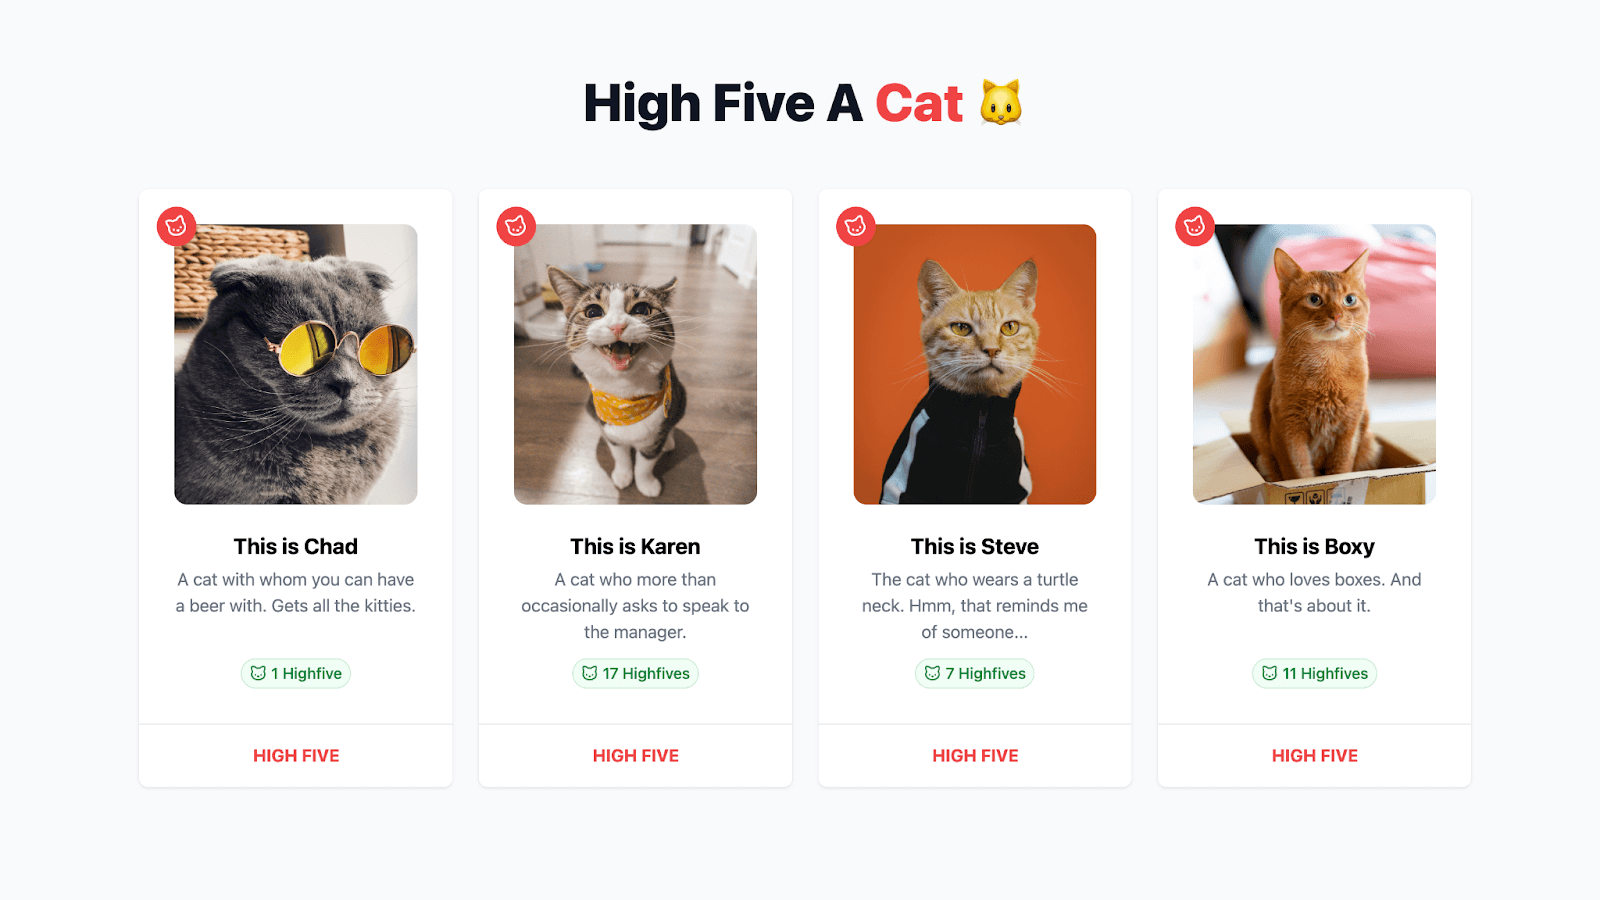 High Five A Cat 🐱
This is Chad
A cat with whom you can have
a beer with. Gets all the kitties.
1 Highfive
HIGH FIVE
This is Karen
A cat who more than
occasionally asks to speak to
the manager.
17 Highfives
HIGH FIVE
This is Steve
The cat who wears a turtle
neck. Hmm, that reminds me
of someone...
7 Highfives
HIGH FIVE
This is Boxy
A cat who loves boxes. And
that's about it.
11 Highfives
HIGH FIVE